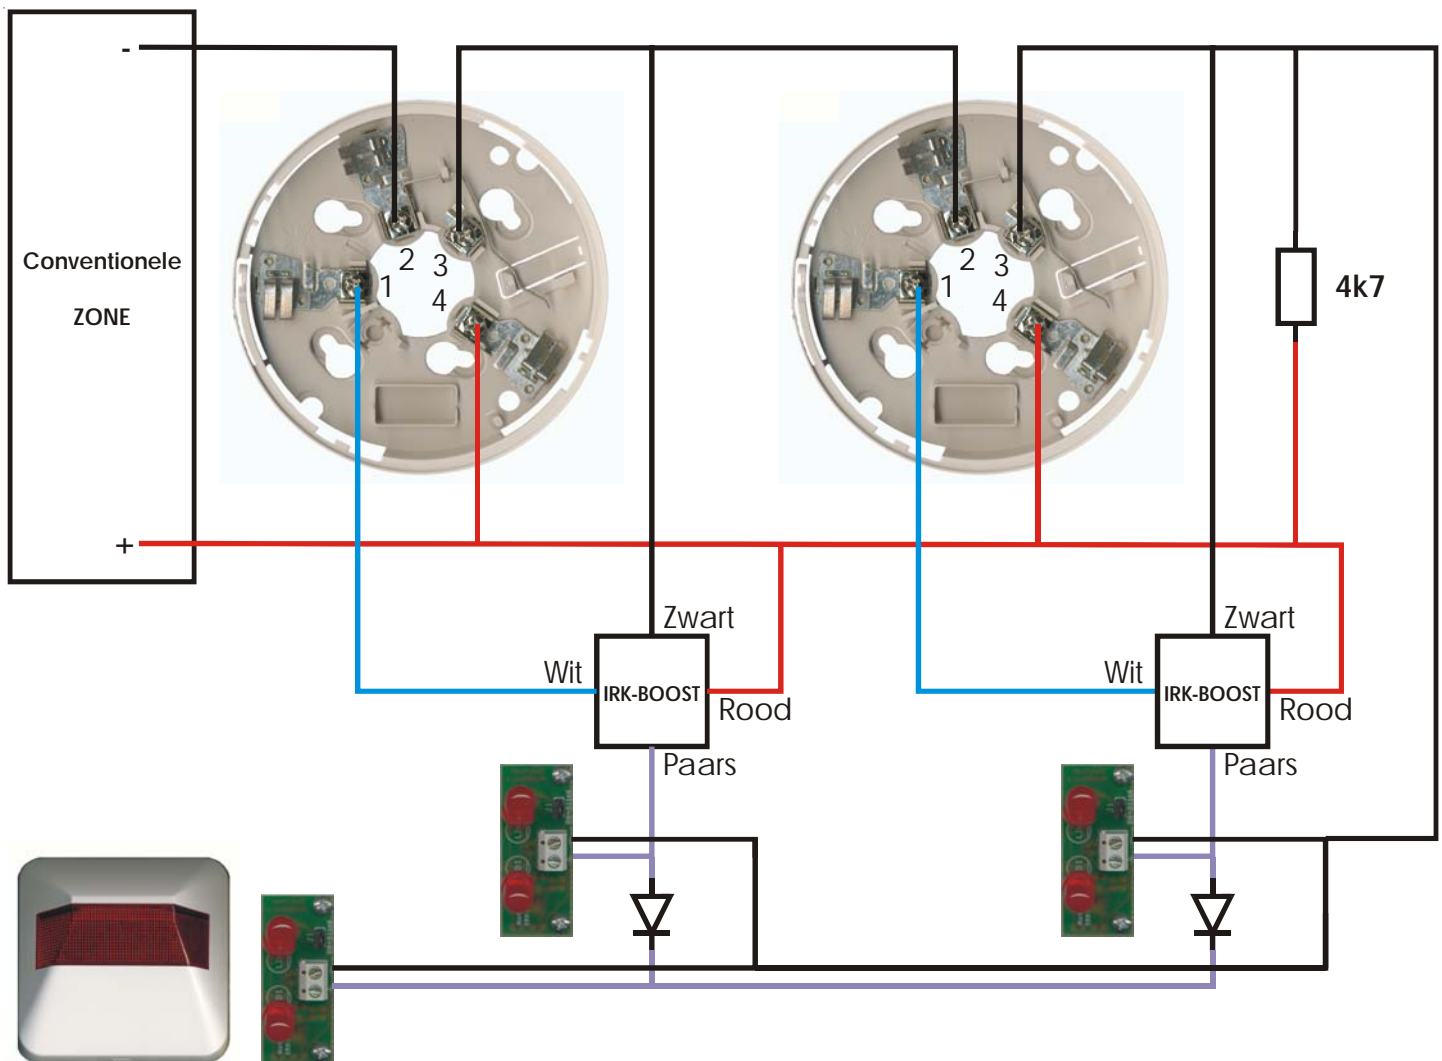 -
Conventionele
ZONE
+
2
3
1
4
2
3
1
4
4k7
Zwart
Wit
IRK-BOOST
Rood
Paars
Zwart
Wit
IRK-BOOST
Rood
Paars